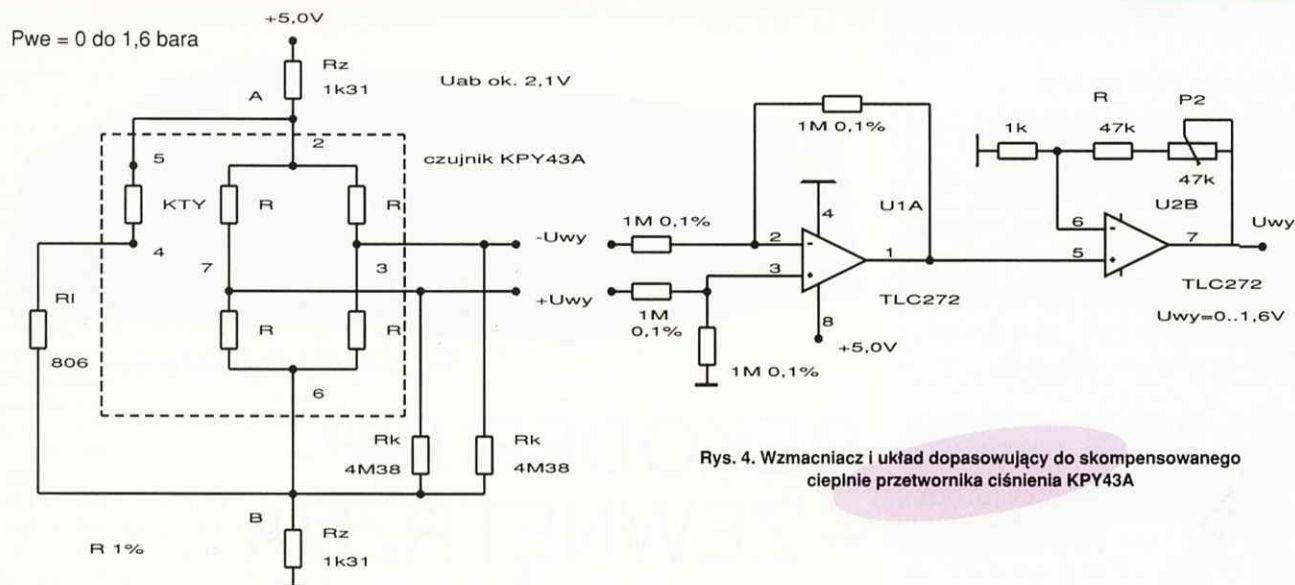 Pwe = 0 do 1,6 bara
+5,0V
Rz
1k31
A
Uab ok. 2,1V
5
2
czujnik KPY43A
KTY
R
R
4
7
3
-Uwy
+Uwy
Rl
806
R
R
6
Rk
4M38
Rk
4M38
B
Rz
1k31
R 1%
1M 0,1%
1M 0,1%
1M
0,1%
1M 0,1%
2
3
4
8
1
U1A
TLC272
+5,0V
1k
R
47k
P2
47k
U2B
6
5
7
TLC272
Uwy
Uwy=0..1,6V
Rys. 4. Wzmacniacz i układ dopasowujący do skompensowanego
cieplnie przetwornika ciśnienia KPY43A